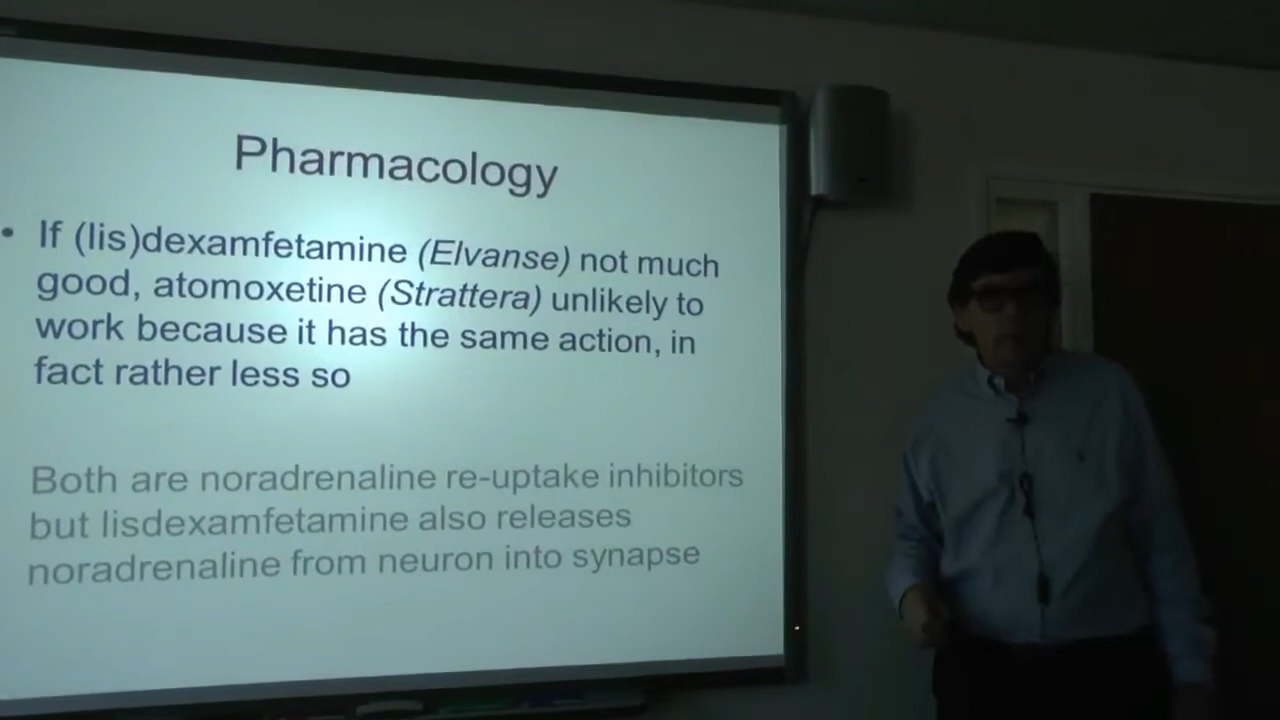 Pharmacology
• If (lis)dexamfetamine (Elvanse) not much
good, atomoxetine (Strattera) unlikely to
work because it has the same action, in
fact rather less so
Both are noradrenaline re-uptake inhibitors
but lisdexamfetamine also releases
noradrenaline from neuron into synapse